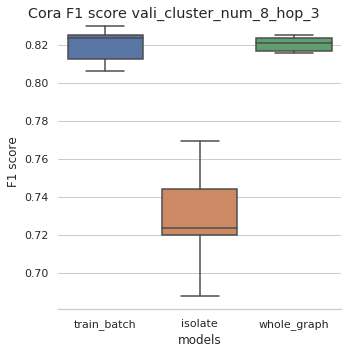 Cora F1 score vali_cluster_num_8_hop_3
0.82
0.80
0.78
0.76
0.74
0.72
0.70
F1 score
train_batch
isolate
whole_graph
models